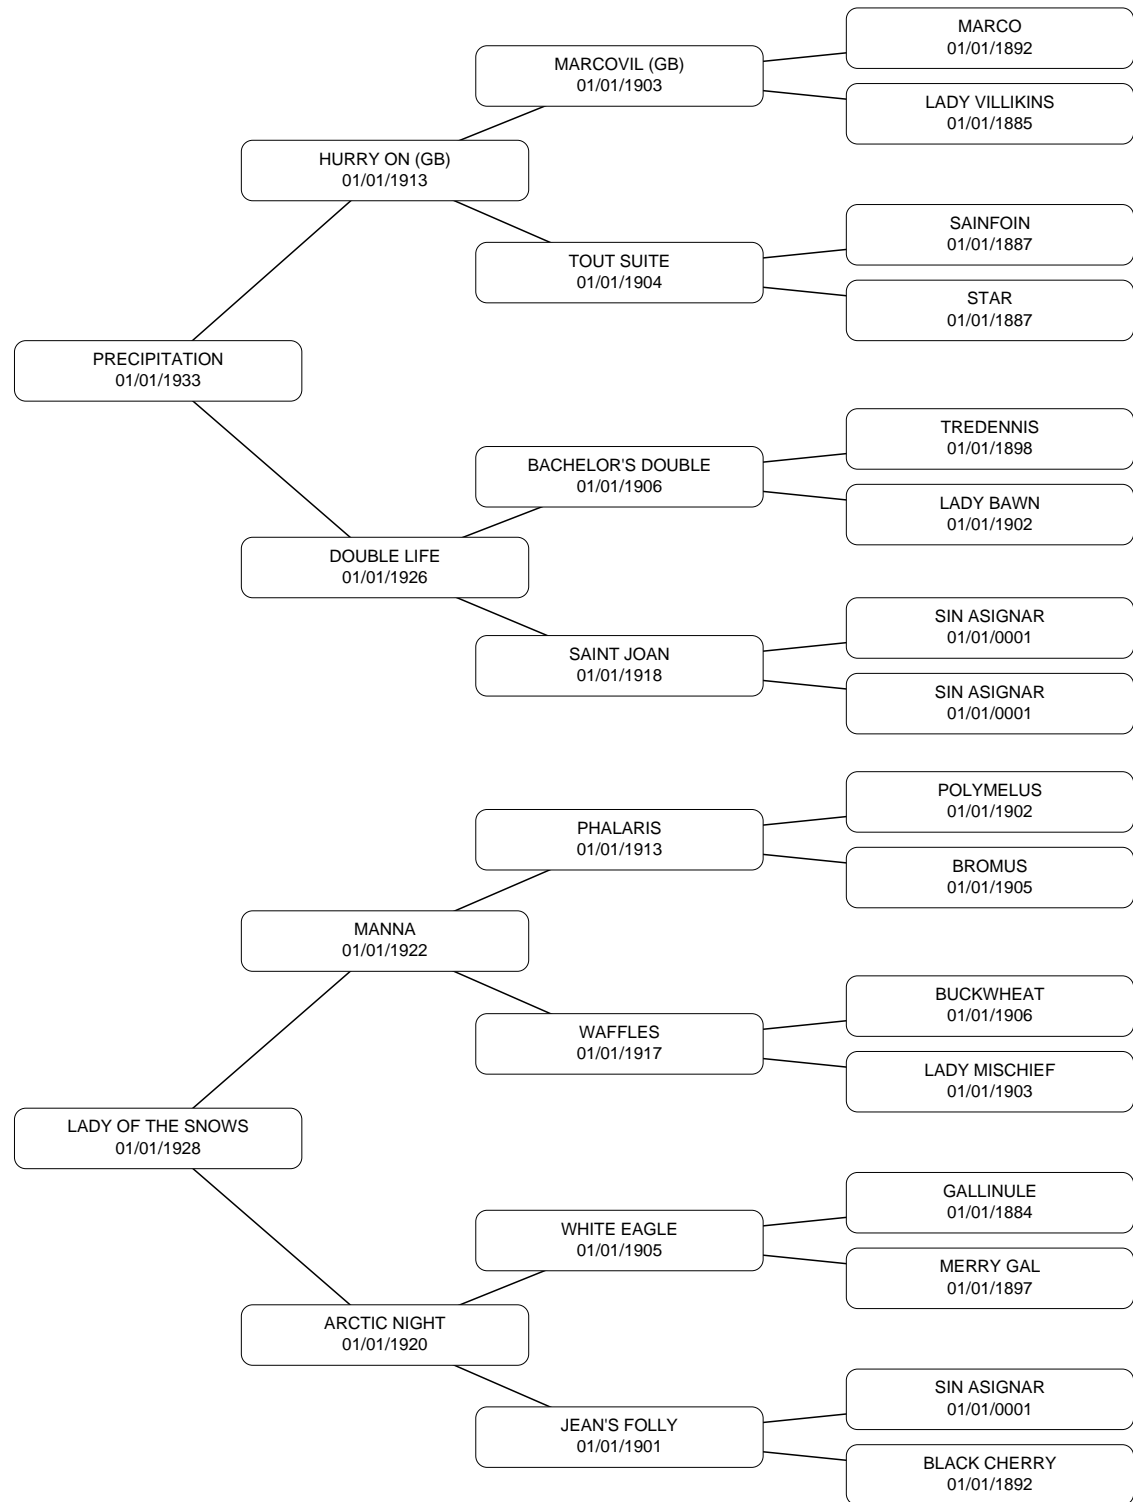 MARCO
01/01/1892
MARCOVIL (GB)
01/01/1903
LADY VILLIKINS
01/01/1885
HURRY ON (GB)
01/01/1913
SAINFOIN
01/01/1887
TOUT SUITE
01/01/1904
STAR
01/01/1887
PRECIPITATION
01/01/1933
TREDENNIS
01/01/1898
BACHELOR'S DOUBLE
01/01/1906
LADY BAWN
01/01/1902
DOUBLE LIFE
01/01/1926
SIN ASIGNAR
01/01/0001
SAINT JOAN
01/01/1918
SIN ASIGNAR
01/01/0001
POLYMELUS
01/01/1902
PHALARIS
01/01/1913
BROMUS
01/01/1905
MANNA
01/01/1922
BUCKWHEAT
01/01/1906
WAFFLES
01/01/1917
LADY MISCHIEF
01/01/1903
LADY OF THE SNOWS
01/01/1928
GALLINULE
01/01/1884
WHITE EAGLE
01/01/1905
MERRY GAL
01/01/1897
ARCTIC NIGHT
01/01/1920
SIN ASIGNAR
01/01/0001
JEAN'S FOLLY
01/01/1901
BLACK CHERRY
01/01/1892